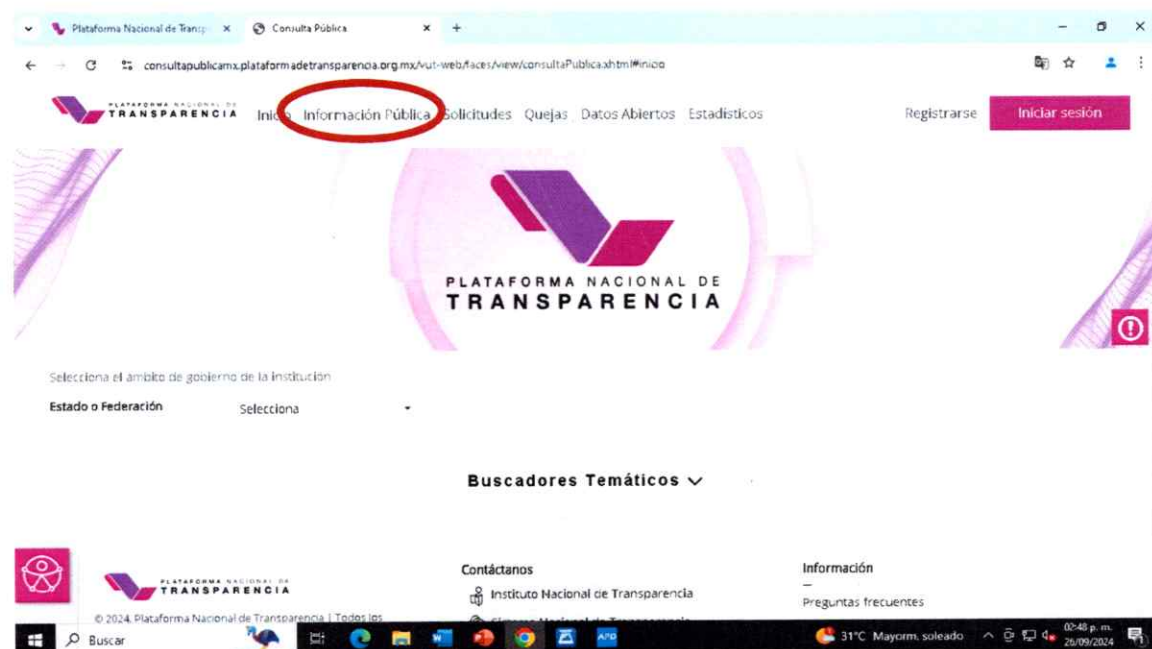 Plataforma Nacional de Transp
Consulta Pública
consultapublicamx.plataformadetransparencia.org.mx/vut-web/faces/view/consultaPublica.xhtml#inicio
PLATAFORMA NACIONAL DE
TRANSPARENCIA
Inicio Información Pública Solicitudes Quejas Datos Abiertos Estadísticos Registrarse Iniciar sesión
PLATAFORMA NACIONAL DE
TRANSPARENCIA
Selecciona el ámbito de gobierno de la institución
Estado o Federación Selecciona
Buscadores Temáticos
PLATAFORMA NACIONAL DE
TRANSPARENCIA
© 2024. Plataforma Nacional de Transparencia | Todos los
Contáctanos
Instituto Nacional de Transparencia
Información
Preguntas frecuentes
Buscar
APD
31°C Mayorm. soleado
02:48 p. m.
26/09/2024